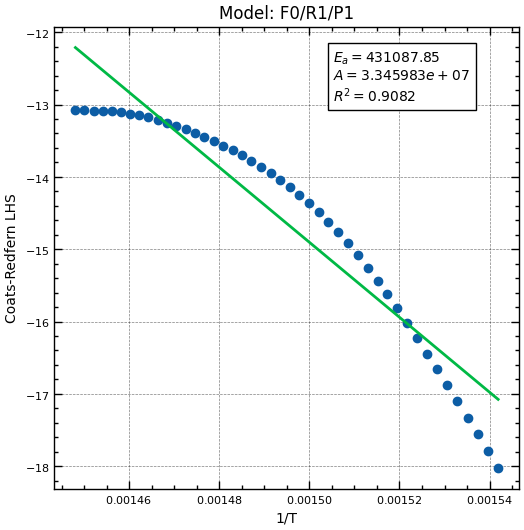 Model: F0/R1/P1
−12
−13
−14
−15
−16
−17
−18
Coats-Redfern LHS
E_a = 431087.85
A = 3.345983e + 07
R² = 0.9082
0.00146
0.00148
0.00150
0.00152
0.00154
1/T